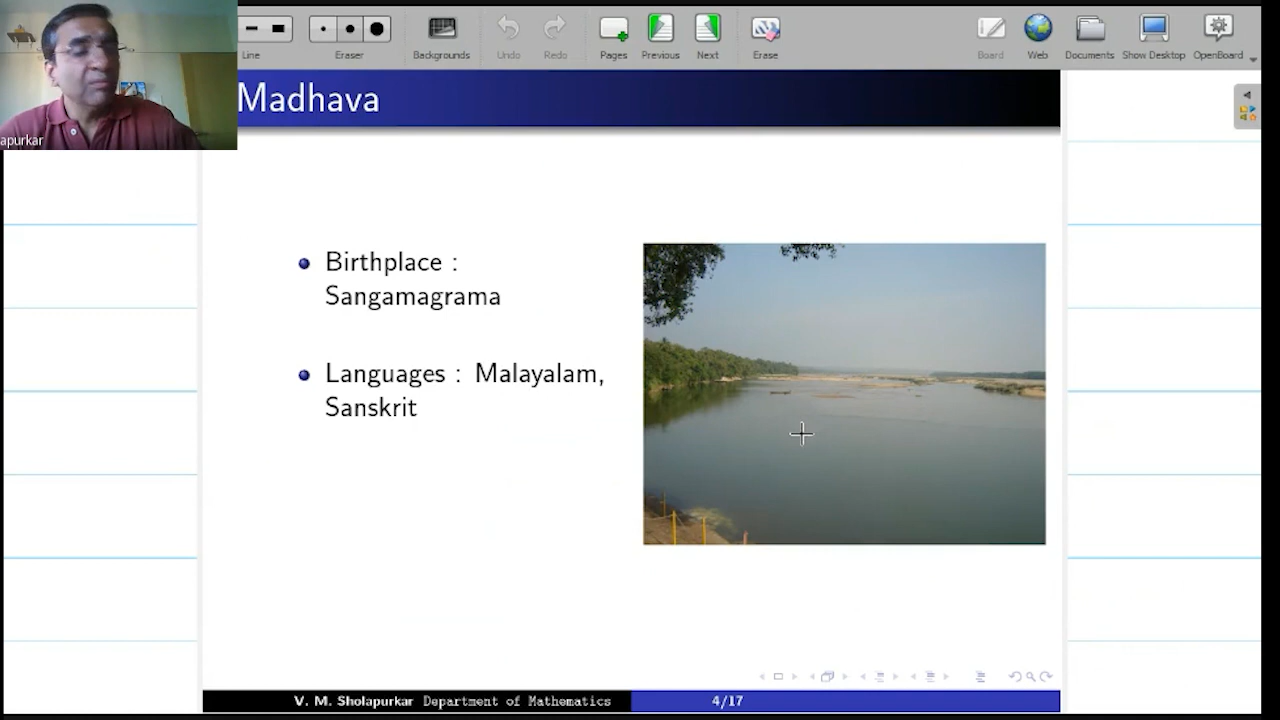 Line
Eraser
Backgrounds
Undo
Redo
Pages
Previous
Next
Erase
Board
Web
Documents
Show Desktop
OpenBoard
apurkar
Madhava
Birthplace :
Sangamagrama
Languages : Malayalam,
Sanskrit
V. M. Sholapurkar Department of Mathematics 4/17